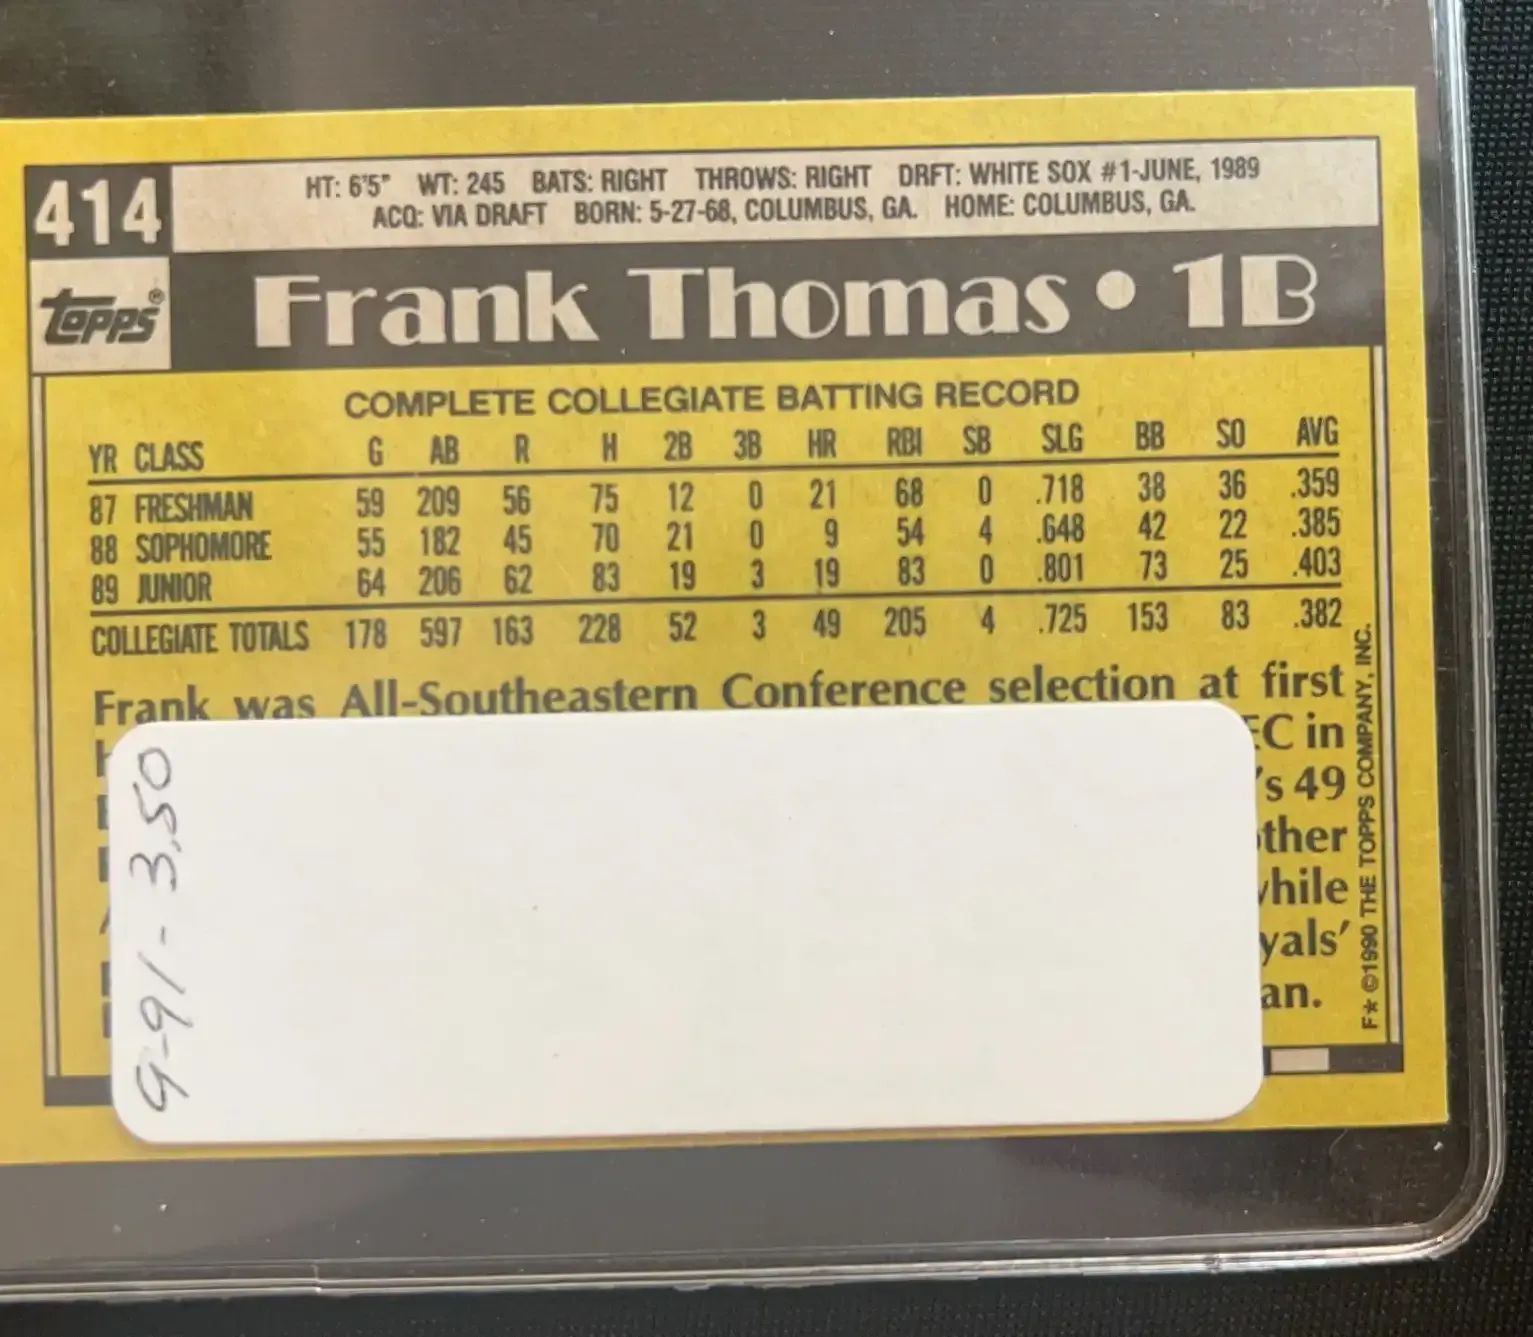 414
HT: 6'5" WT: 245 BATS: RIGHT THROWS: RIGHT DRFT: WHITE SOX #1-JUNE, 1989
ACQ: VIA DRAFT BORN: 5-27-68, COLUMBUS, GA. HOME: COLUMBUS, GA.
topps®
Frank Thomas • 1B
COMPLETE COLLEGIATE BATTING RECORD
YR CLASS G AB R H 2B 3B HR RBI SB SLG BB SO AVG
87 FRESHMAN 59 209 56 75 12 0 21 68 0 .718 38 36 .359
88 SOPHOMORE 55 182 45 70 21 0 9 54 4 .648 42 22 .385
89 JUNIOR 64 206 62 83 19 3 19 83 0 .801 73 25 .403
COLLEGIATE TOTALS 178 597 163 228 52 3 49 205 4 .725 153 83 .382
Frank was All-Southeastern Conference selection at first
in
's 49
an.
F* ©1990 THE TOPPS COMPANY, INC.
9-91-3.50